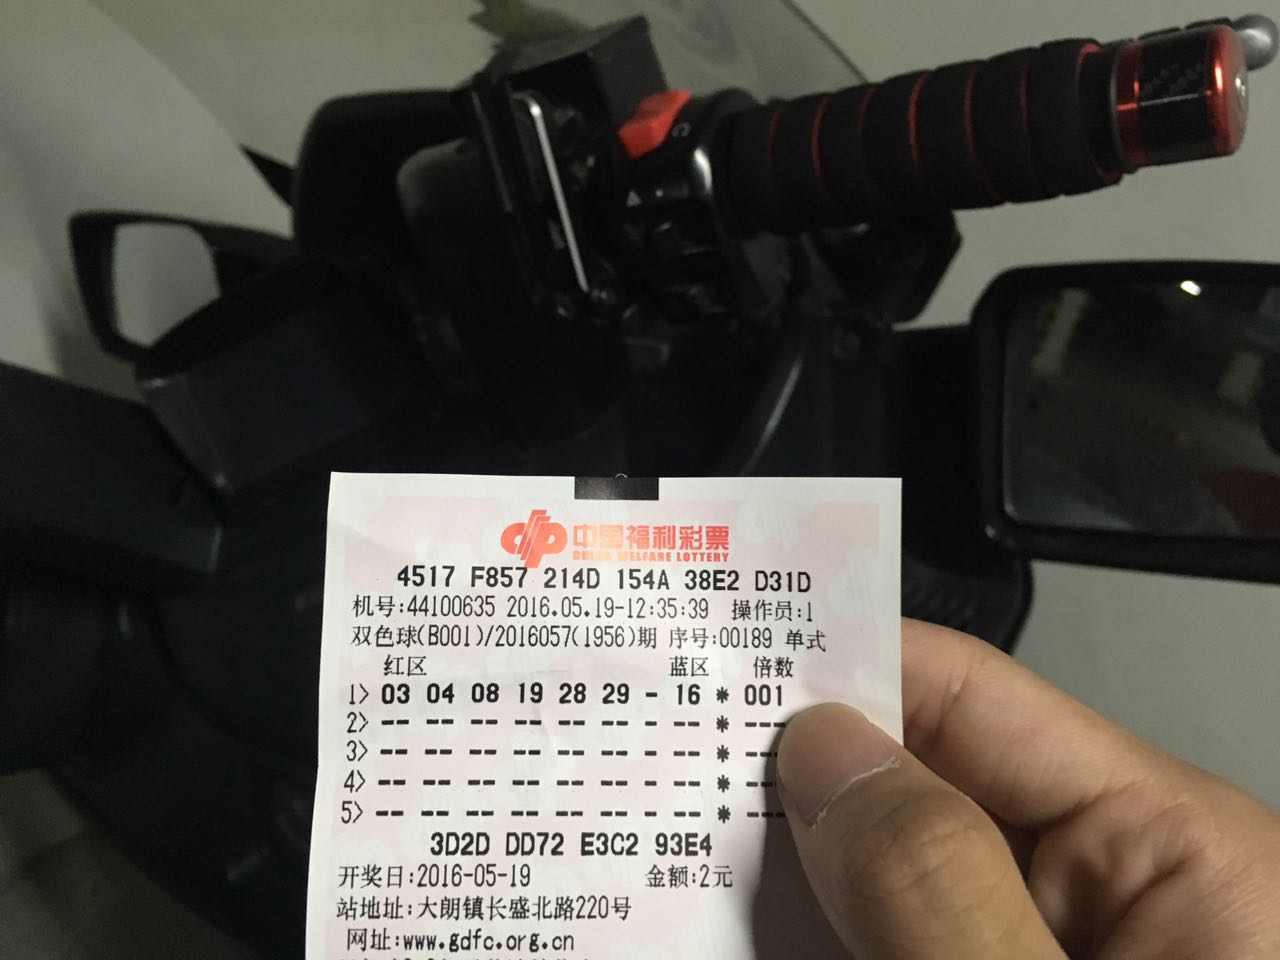 中国福利彩票
CHINA WELFARE LOTTERY
4517 F857 214D 154A 38E2 D31D
机号:44100635 2016.05.19-12:35:39 操作员:1
双色球(B001)/2016057(1956)期 序号:00189 单式
红区 蓝区 倍数
1> 03 04 08 19 28 29 - 16 * 001
2> -- -- -- -- -- -- - -- * ---
3> -- -- -- -- -- -- - -- * ---
4> -- -- -- -- -- -- - -- * ---
5> -- -- -- -- -- -- - -- * ---
3D2D DD72 E3C2 93E4
开奖日:2016-05-19 金额:2元
站地址:大朗镇长盛北路220号
网址:www.gdfc.org.cn